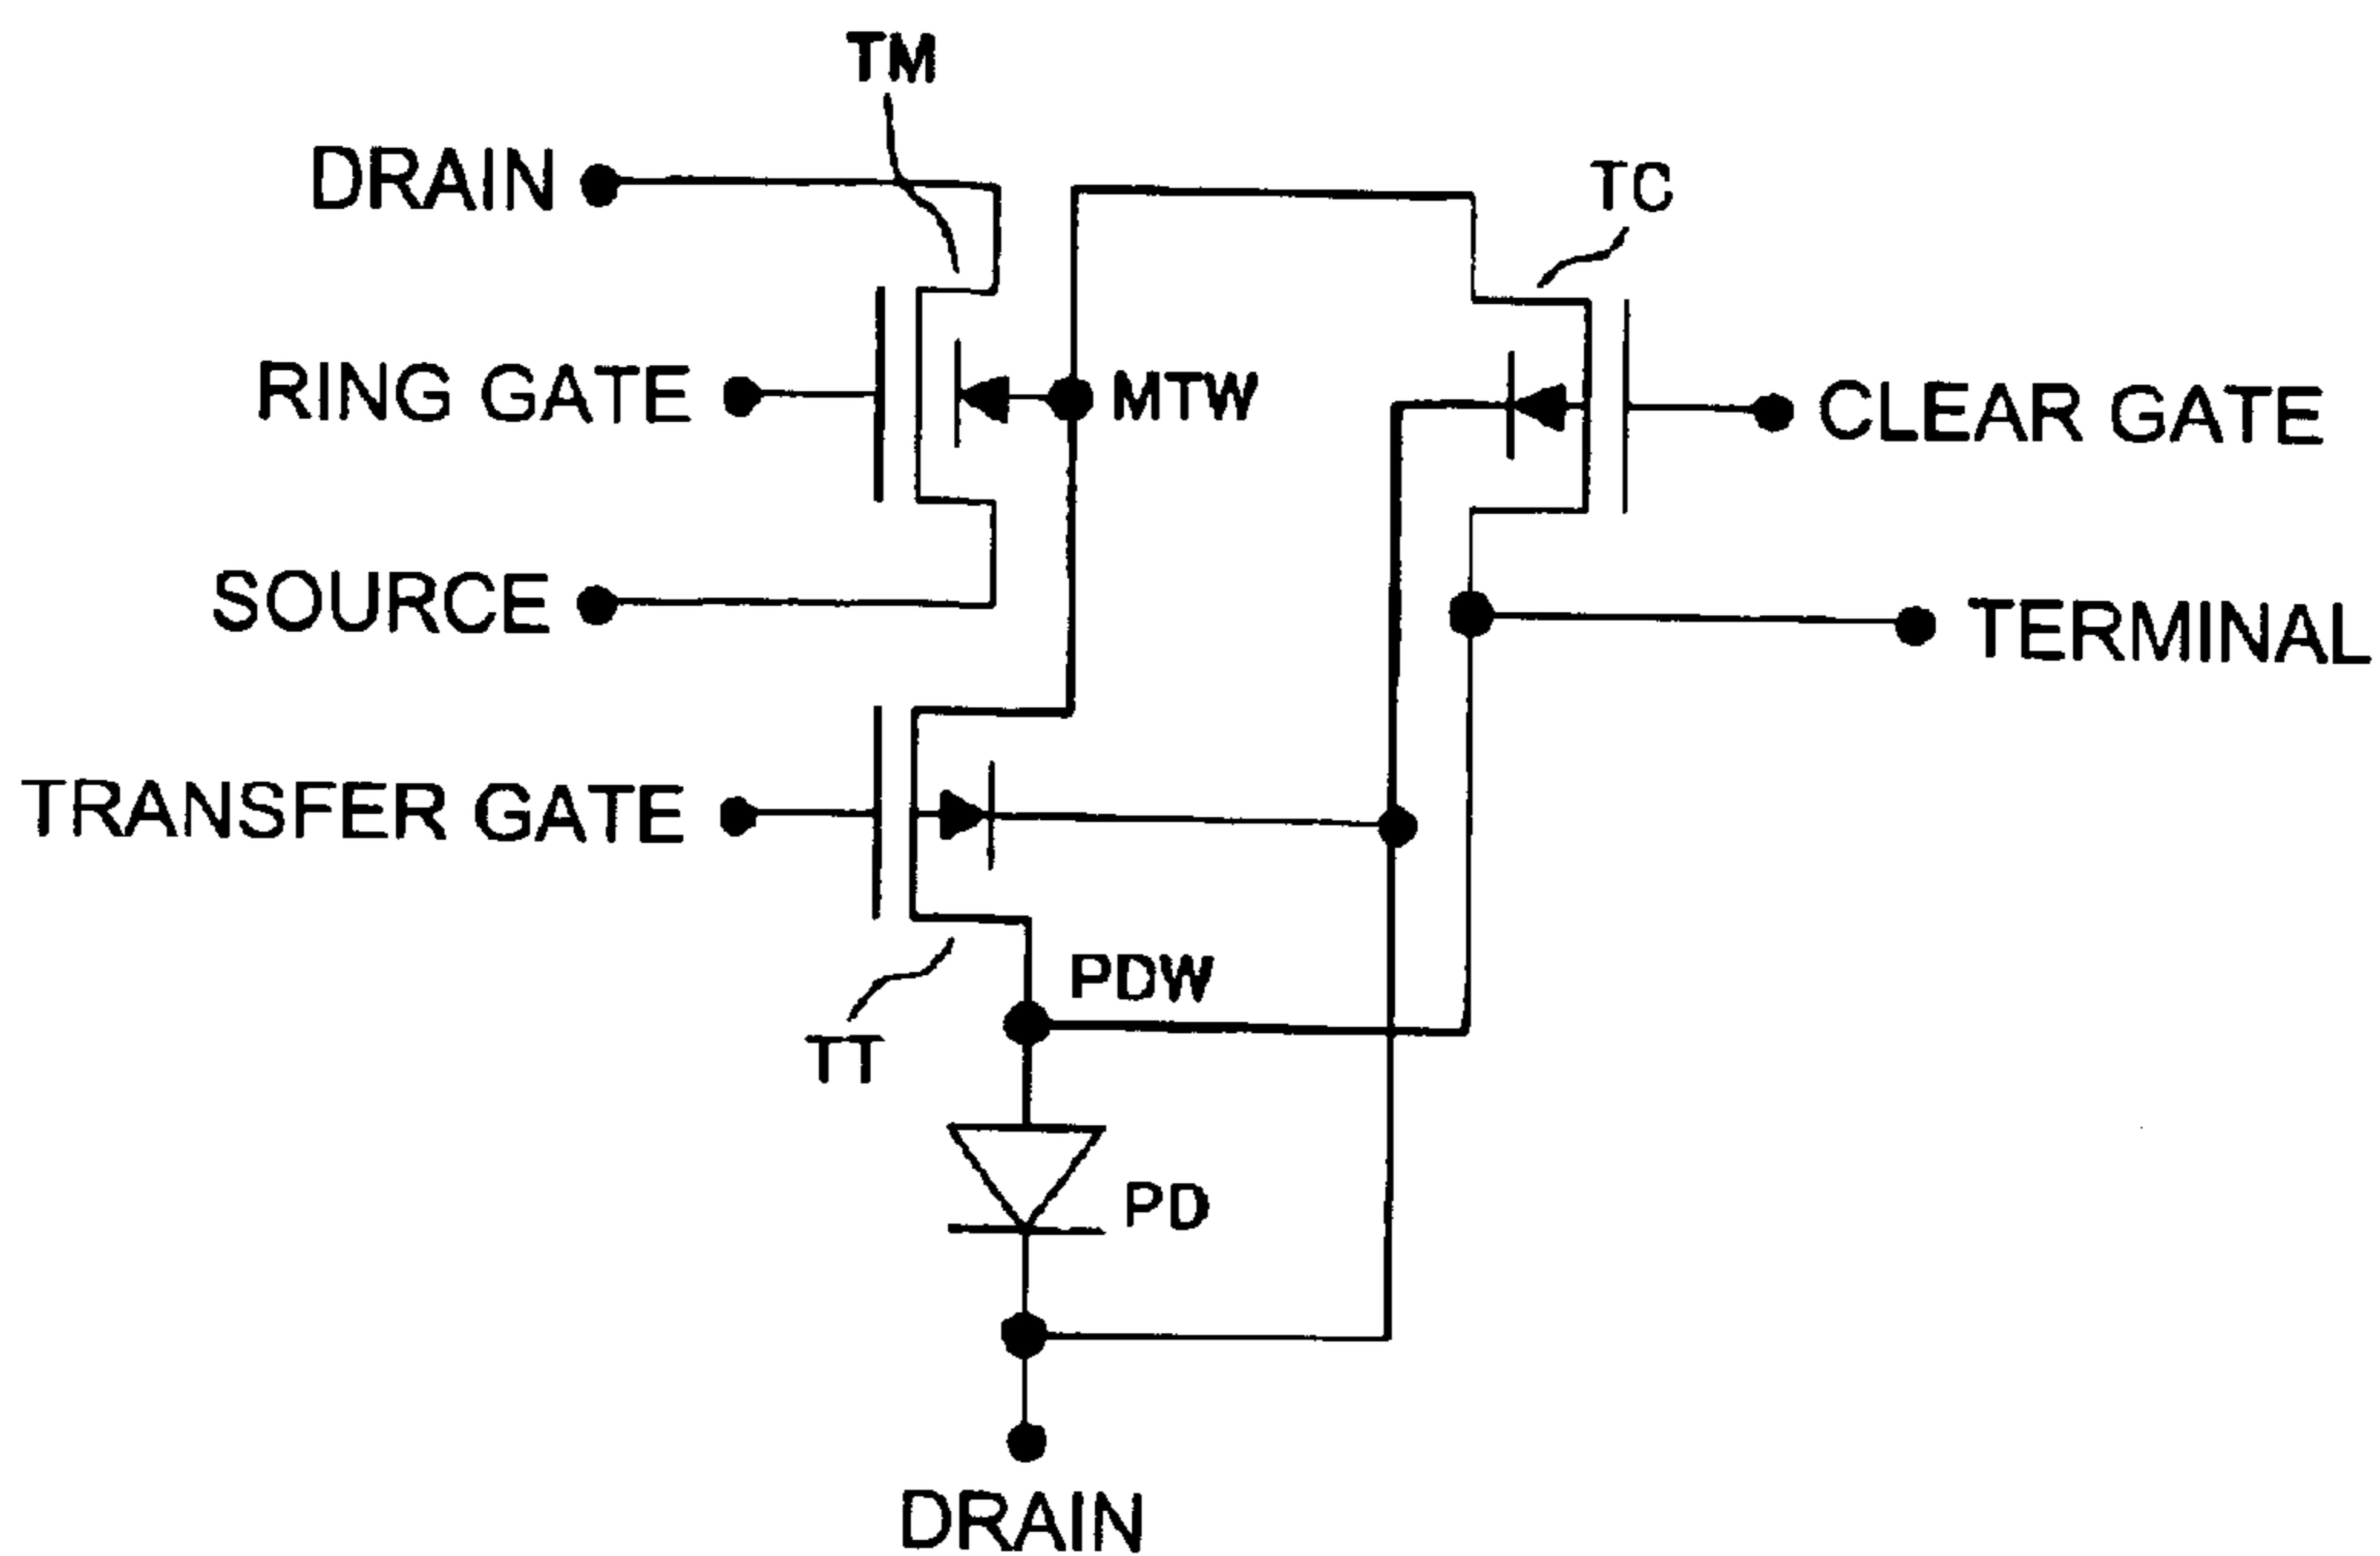 TM
DRAIN
TC
RING GATE
MTW
CLEAR GATE
SOURCE
TERMINAL
TRANSFER GATE
PDW
TT
PD
DRAIN